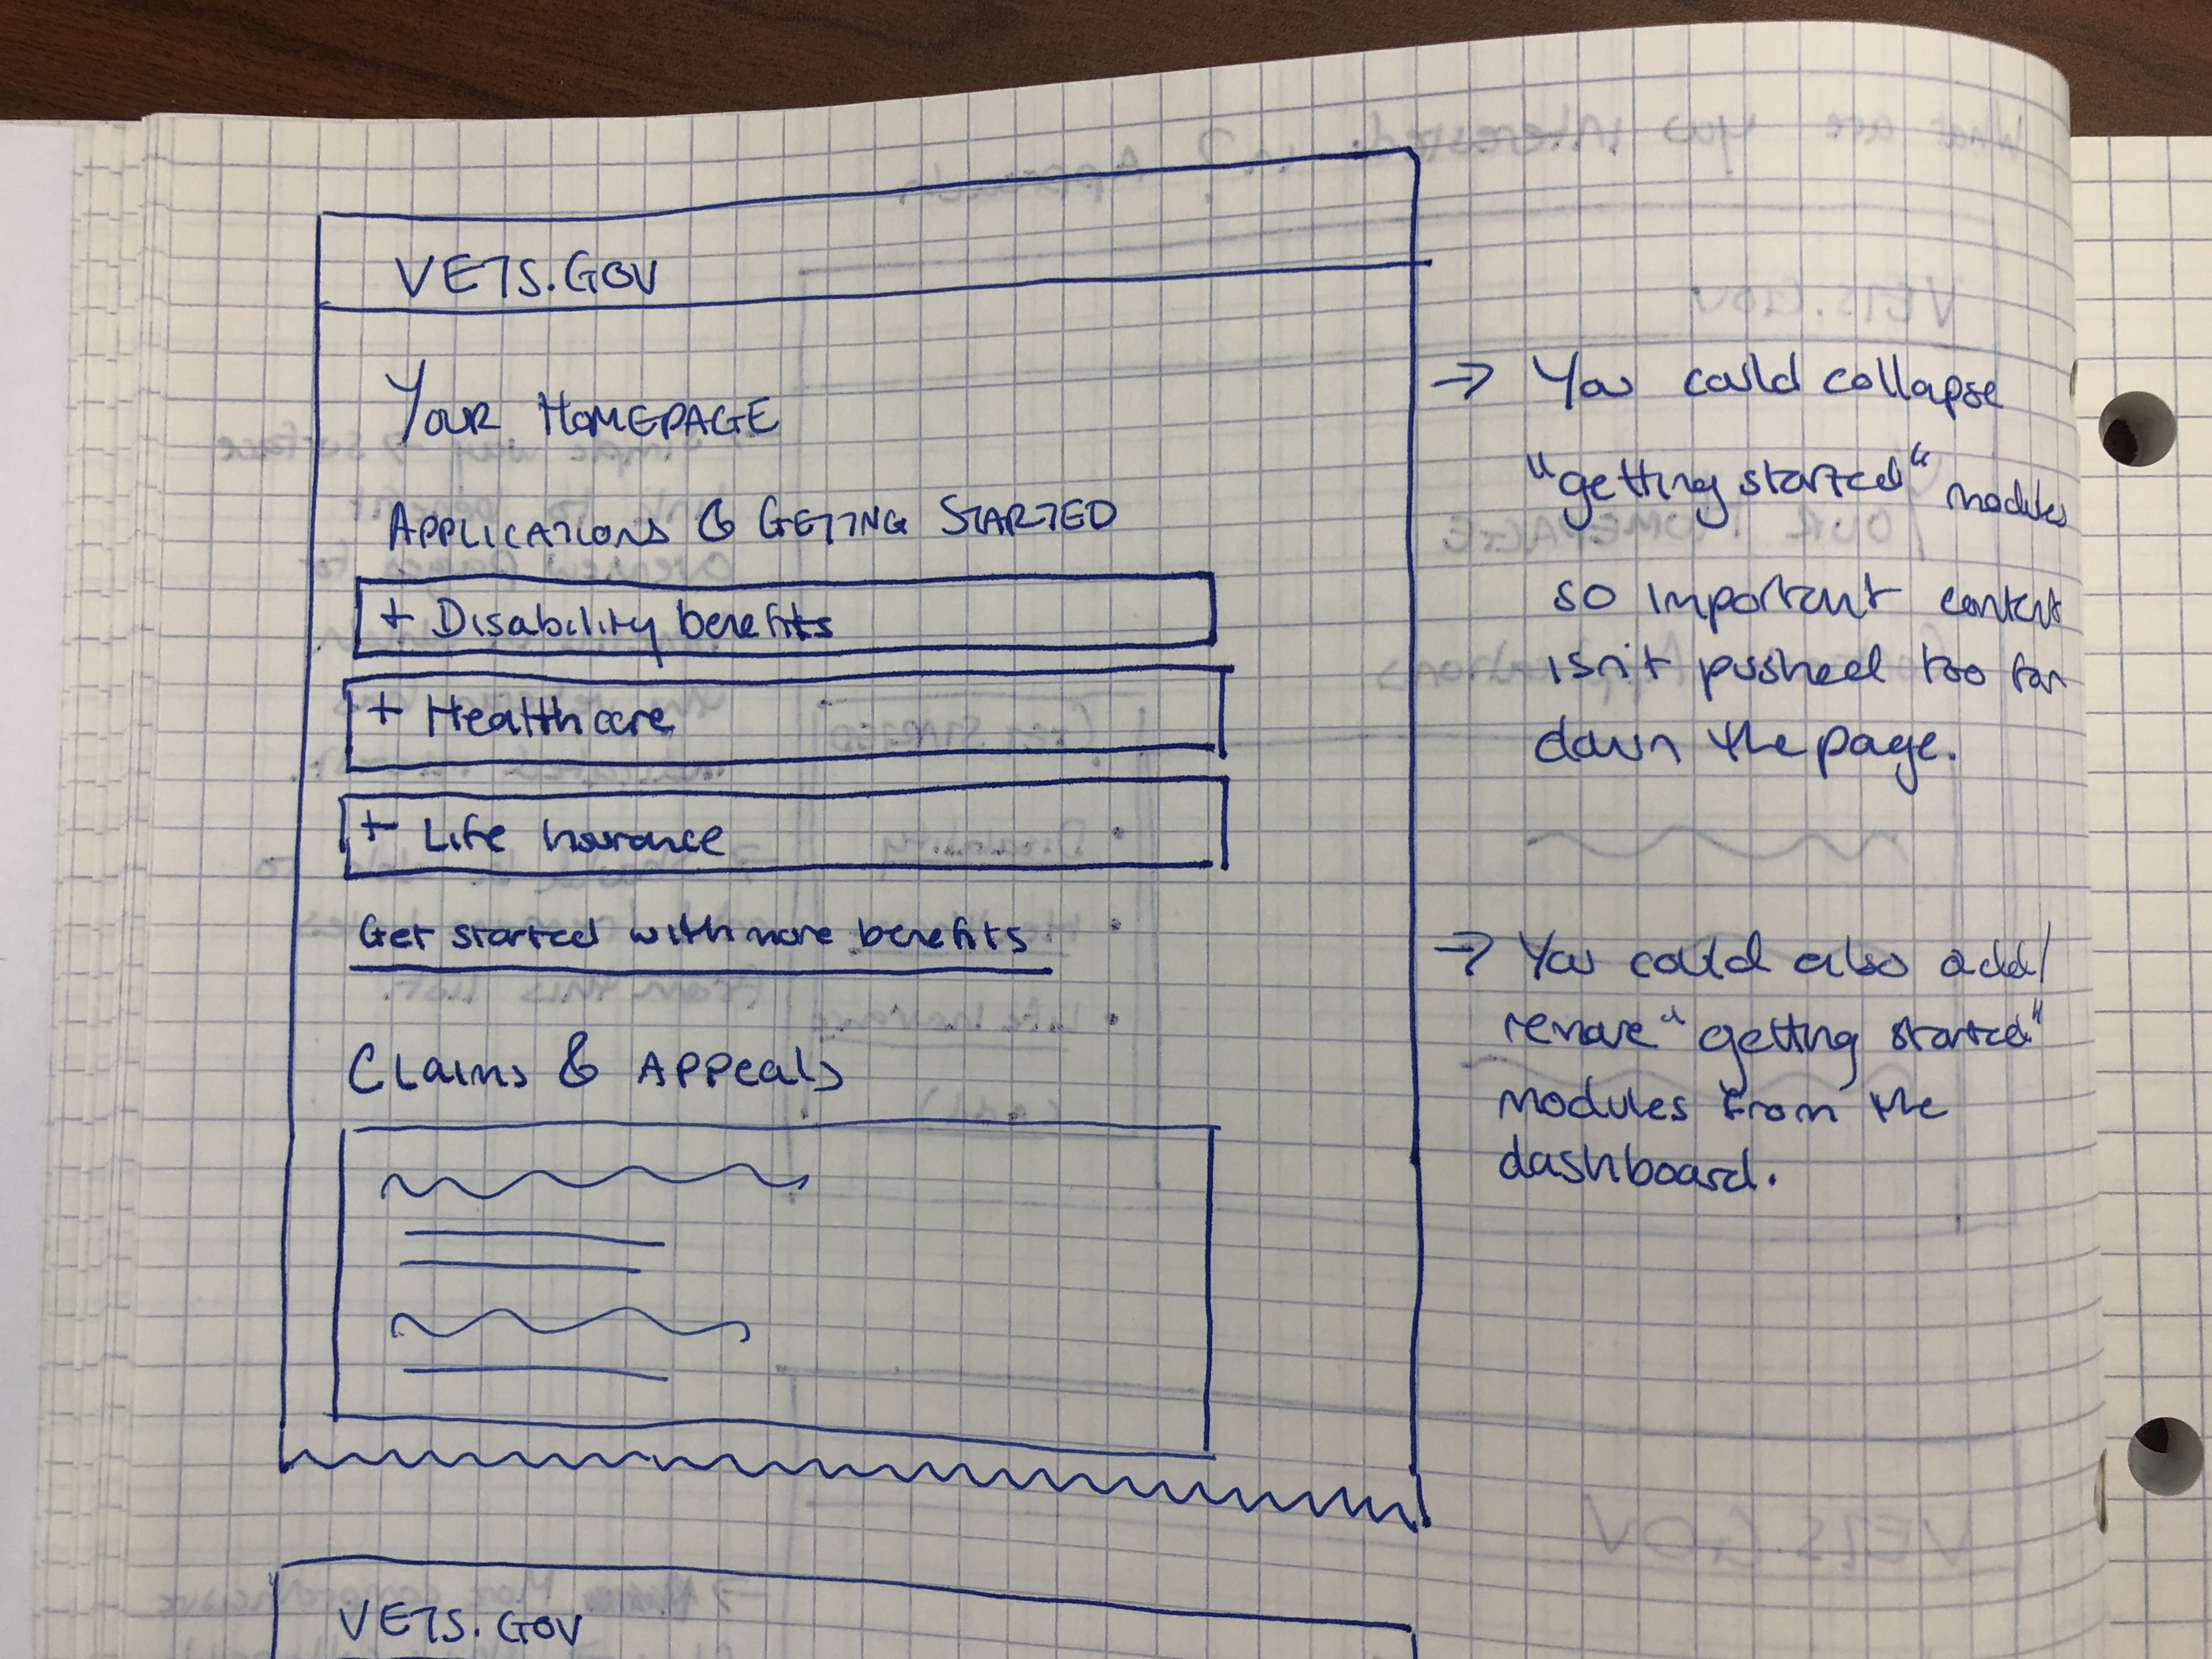 VETS.GOV
YOUR HOMEPAGE
APPLICATIONS & GETTING STARTED
+ Disability benefits
+ Healthcare
+ Life Insurance
Get started with more benefits
Claims & Appeals
→ You could collapse
"getting started" modules
so important content
isn't pushed too far
down the page.
→ You could also add/
remove "getting started"
modules from the
dashboard.
VETS.GOV